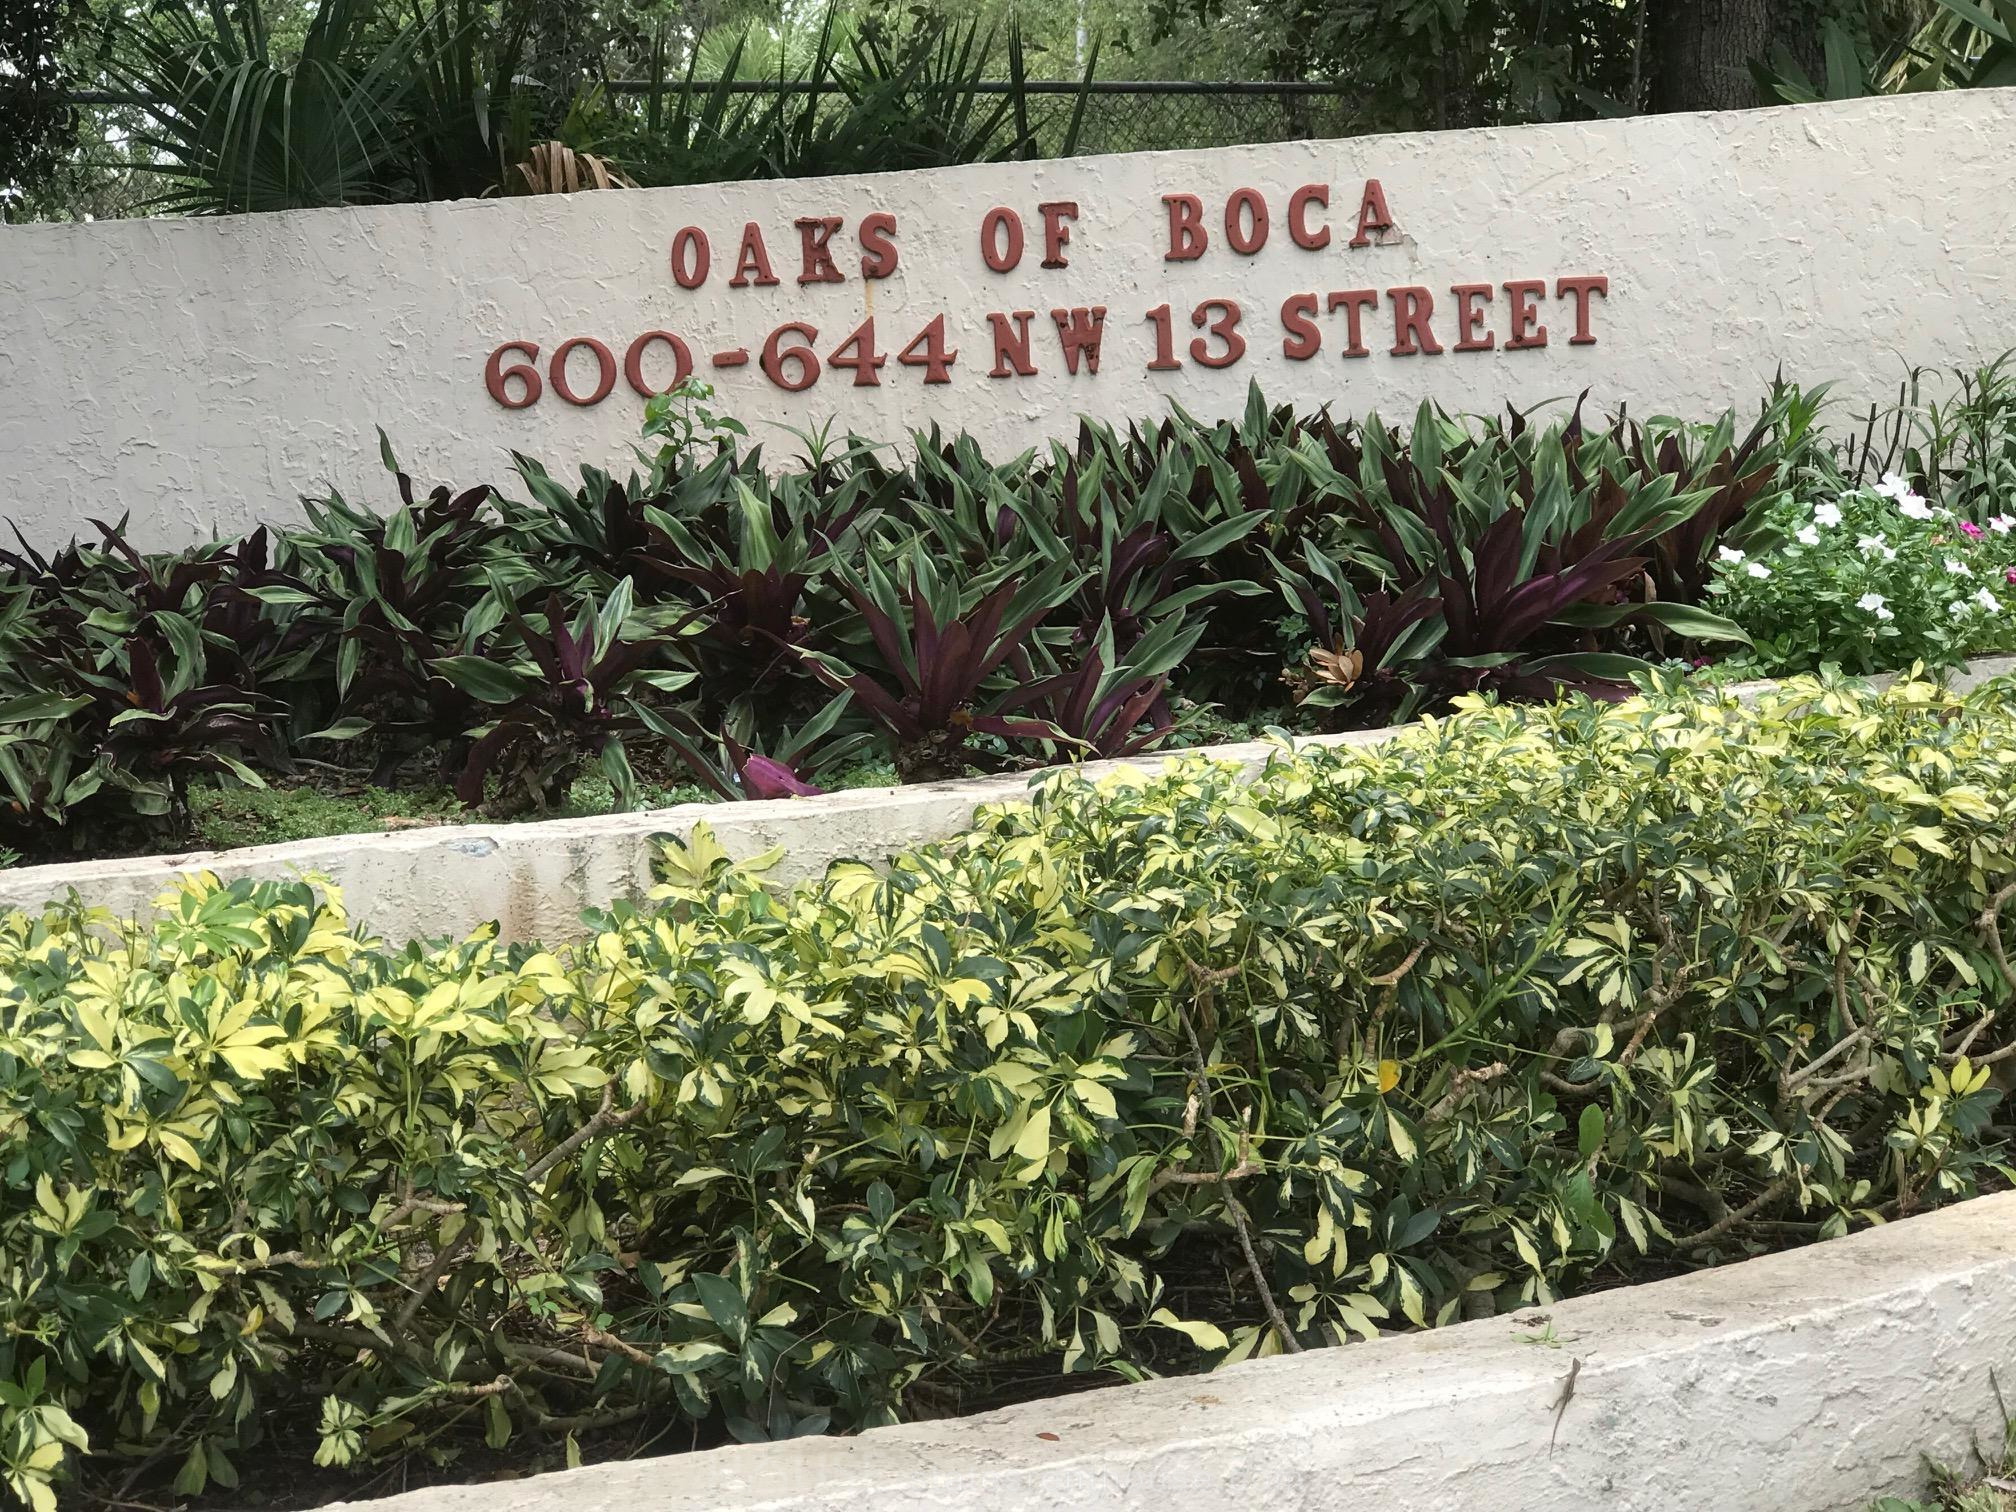 OAKS OF BOCA
600-644 NW 13 STREET